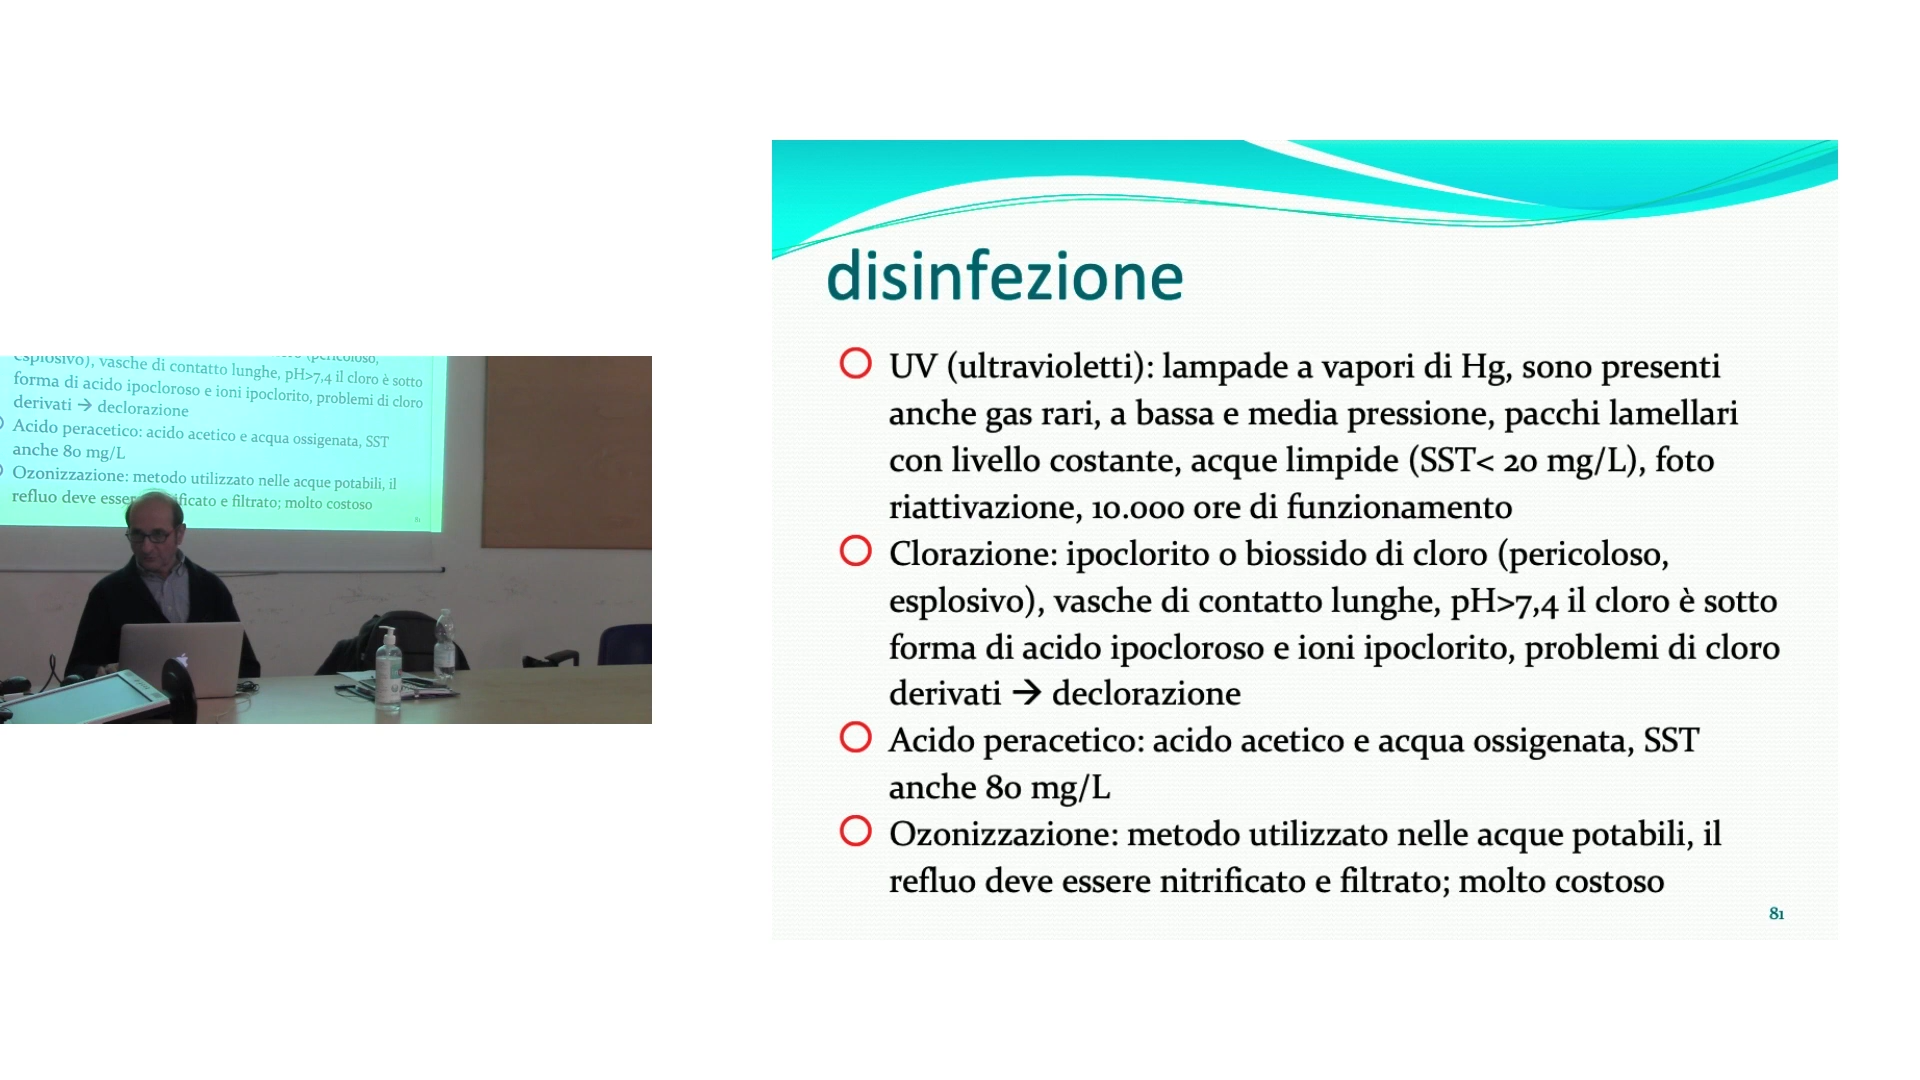 esplosivo), vasche di contatto lunghe, pH>7,4 il cloro è sotto
forma di acido ipocloroso e ioni ipoclorito, problemi di cloro
derivati → declorazione
Acido peracetico: acido acetico e acqua ossigenata, SST
anche 80 mg/L
Ozonizzazione: metodo utilizzato nelle acque potabili, il
refluo deve esser ificato e filtrato; molto costoso
81
disinfezione
UV (ultravioletti): lampade a vapori di Hg, sono presenti
anche gas rari, a bassa e media pressione, pacchi lamellari
con livello costante, acque limpide (SST< 20 mg/L), foto
riattivazione, 10.000 ore di funzionamento
Clorazione: ipoclorito o biossido di cloro (pericoloso,
esplosivo), vasche di contatto lunghe, pH>7,4 il cloro è sotto
forma di acido ipocloroso e ioni ipoclorito, problemi di cloro
derivati → declorazione
Acido peracetico: acido acetico e acqua ossigenata, SST
anche 80 mg/L
Ozonizzazione: metodo utilizzato nelle acque potabili, il
refluo deve essere nitrificato e filtrato; molto costoso
81